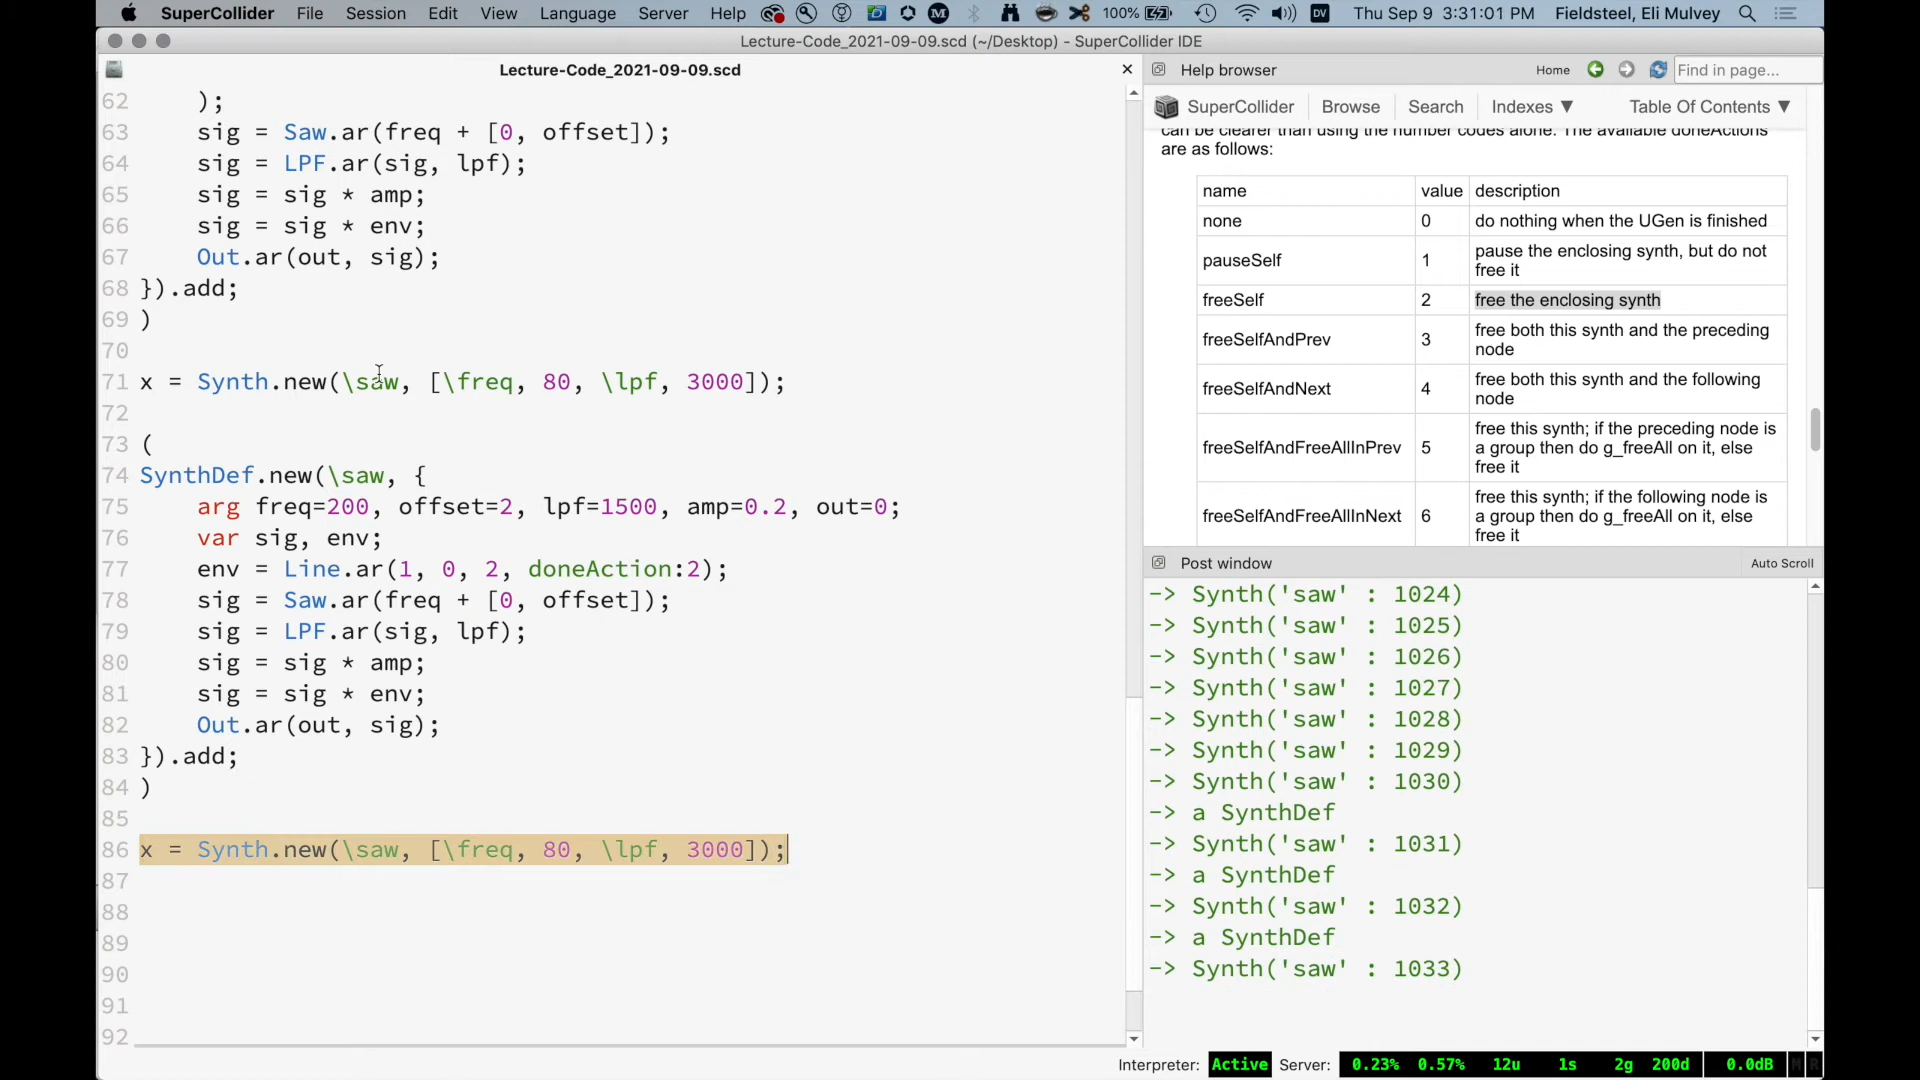 SuperCollider File Session Edit View Language Server Help 100% Thu Sep 9 3:31:01 PM Fieldsteel, Eli Mulvey
Lecture-Code_2021-09-09.scd (~/Desktop) - SuperCollider IDE
Lecture-Code_2021-09-09.scd
62 );
63 sig = Saw.ar(freq + [0, offset]);
64 sig = LPF.ar(sig, lpf);
65 sig = sig * amp;
66 sig = sig * env;
67 Out.ar(out, sig);
68 }).add;
69 )
70
71 x = Synth.new(\saw, [\freq, 80, \lpf, 3000]);
72
73 (
74 SynthDef.new(\saw, {
75 arg freq=200, offset=2, lpf=1500, amp=0.2, out=0;
76 var sig, env;
77 env = Line.ar(1, 0, 2, doneAction:2);
78 sig = Saw.ar(freq + [0, offset]);
79 sig = LPF.ar(sig, lpf);
80 sig = sig * amp;
81 sig = sig * env;
82 Out.ar(out, sig);
83 }).add;
84 )
85
86 x = Synth.new(\saw, [\freq, 80, \lpf, 3000]);
87
88
89
90
91
92
Help browser Home Find in page...
SuperCollider Browse Search Indexes ▼ Table Of Contents ▼
can be clearer than using the number codes alone. The available doneActions
are as follows:
name value description
none 0 do nothing when the UGen is finished
pauseSelf 1 pause the enclosing synth, but do not
free it
freeSelf 2 free the enclosing synth
freeSelfAndPrev 3 free both this synth and the preceding
node
freeSelfAndNext 4 free both this synth and the following
node
freeSelfAndFreeAllInPrev 5 free this synth; if the preceding node is
a group then do g_freeAll on it, else
free it
freeSelfAndFreeAllInNext 6 free this synth; if the following node is
a group then do g_freeAll on it, else
free it
Post window Auto Scroll
-> Synth('saw' : 1024)
-> Synth('saw' : 1025)
-> Synth('saw' : 1026)
-> Synth('saw' : 1027)
-> Synth('saw' : 1028)
-> Synth('saw' : 1029)
-> Synth('saw' : 1030)
-> a SynthDef
-> Synth('saw' : 1031)
-> a SynthDef
-> Synth('saw' : 1032)
-> a SynthDef
-> Synth('saw' : 1033)
Interpreter: Active Server: 0.23% 0.57% 12u 1s 2g 200d 0.0dB M R